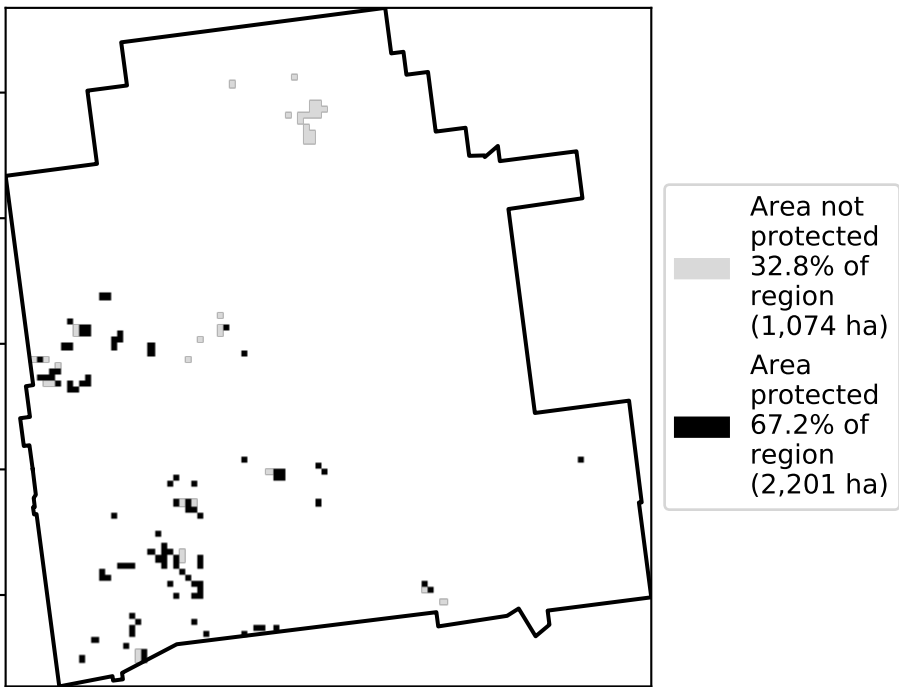 Area not
protected
32.8% of
region
(1,074 ha)
Area
protected
67.2% of
region
(2,201 ha)